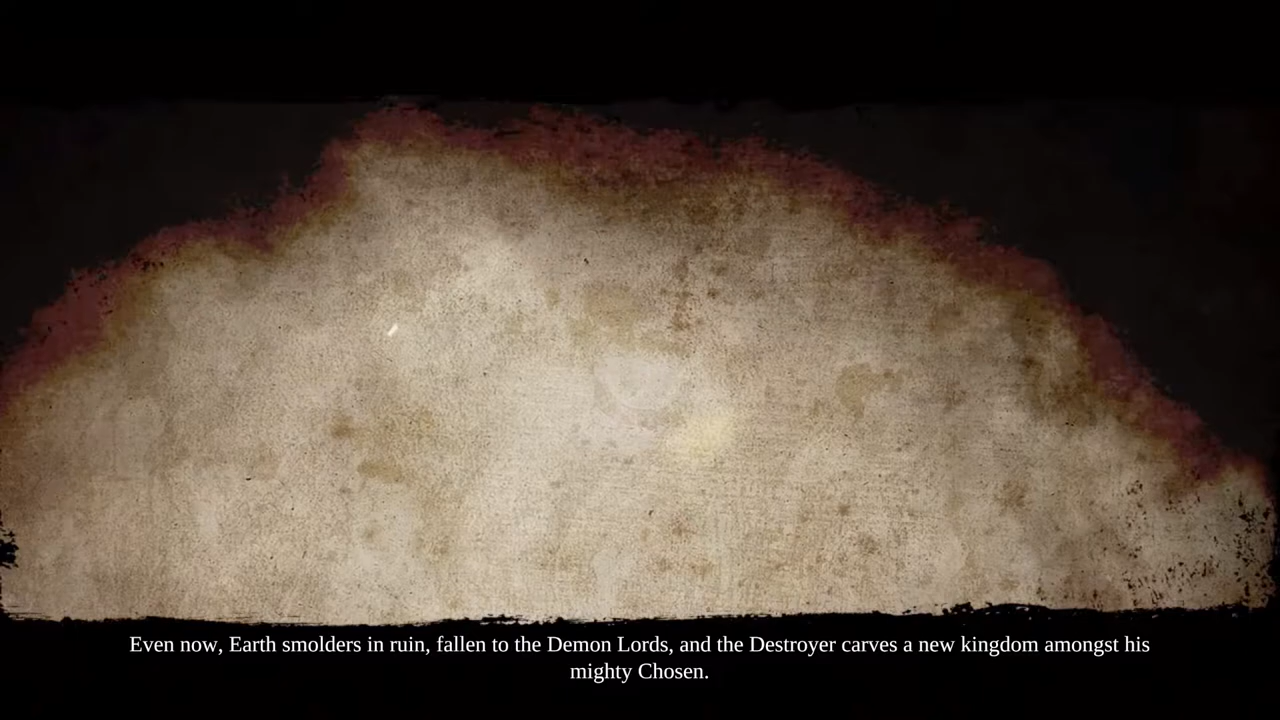 Even now, Earth smolders in ruin, fallen to the Demon Lords, and the Destroyer carves a new kingdom amongst his
mighty Chosen.